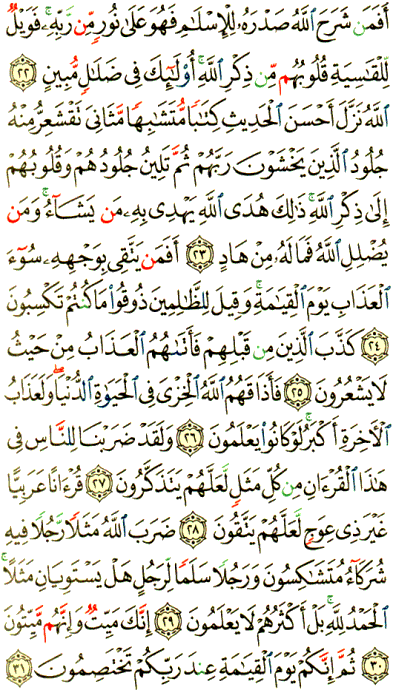 أَفَمَن شَرَحَ ٱللَّهُ صَدْرَهُۥ لِلْإِسْلَٰمِ فَهُوَ عَلَىٰ نُورٍ مِّن رَّبِّهِۦ ۚ فَوَيْلٌ
لِّلْقَٰسِيَةِ قُلُوبُهُم مِّن ذِكْرِ ٱللَّهِ ۚ أُو۟لَٰٓئِكَ فِى ضَلَٰلٍ مُّبِينٍ ٢٢
ٱللَّهُ نَزَّلَ أَحْسَنَ ٱلْحَدِيثِ كِتَٰبًا مُّتَشَٰبِهًا مَّثَانِىَ تَقْشَعِرُّ مِنْهُ
جُلُودُ ٱلَّذِينَ يَخْشَوْنَ رَبَّهُمْ ثُمَّ تَلِينُ جُلُودُهُمْ وَقُلُوبُهُمْ
إِلَىٰ ذِكْرِ ٱللَّهِ ۚ ذَٰلِكَ هُدَى ٱللَّهِ يَهْدِى بِهِۦ مَن يَشَآءُ ۚ وَمَن
يُضْلِلِ ٱللَّهُ فَمَا لَهُۥ مِنْ هَادٍ ٢٣ أَفَمَن يَتَّقِى بِوَجْهِهِۦ سُوٓءَ
ٱلْعَذَابِ يَوْمَ ٱلْقِيَٰمَةِ ۚ وَقِيلَ لِلظَّٰلِمِينَ ذُوقُوا۟ مَا كُنتُمْ تَكْسِبُونَ
٢٤ كَذَّبَ ٱلَّذِينَ مِن قَبْلِهِمْ فَأَتَىٰهُمُ ٱلْعَذَابُ مِنْ حَيْثُ
لَا يَشْعُرُونَ ٢٥ فَأَذَاقَهُمُ ٱللَّهُ ٱلْخِزْىَ فِى ٱلْحَيَوٰةِ ٱلدُّنْيَا ۖ وَلَعَذَابُ
ٱلْءَاخِرَةِ أَكْبَرُ ۚ لَوْ كَانُوا۟ يَعْلَمُونَ ٢٦ وَلَقَدْ ضَرَبْنَا لِلنَّاسِ فِى
هَٰذَا ٱلْقُرْءَانِ مِن كُلِّ مَثَلٍ لَّعَلَّهُمْ يَتَذَكَّرُونَ ٢٧ قُرْءَانًا عَرَبِيًّا
غَيْرَ ذِى عِوَجٍ لَّعَلَّهُمْ يَتَّقُونَ ٢٨ ضَرَبَ ٱللَّهُ مَثَلًا رَّجُلًا فِيهِ
شُرَكَآءُ مُتَشَٰكِسُونَ وَرَجُلًا سَلَمًا لِّرَجُلٍ هَلْ يَسْتَوِيَانِ مَثَلًا ۚ
ٱلْحَمْدُ لِلَّهِ ۚ بَلْ أَكْثَرُهُمْ لَا يَعْلَمُونَ ٢٩ إِنَّكَ مَيِّتٌ وَإِنَّهُم مَّيِّتُونَ
٣٠ ثُمَّ إِنَّكُمْ يَوْمَ ٱلْقِيَٰمَةِ عِندَ رَبِّكُمْ تَخْتَصِمُونَ ٣١